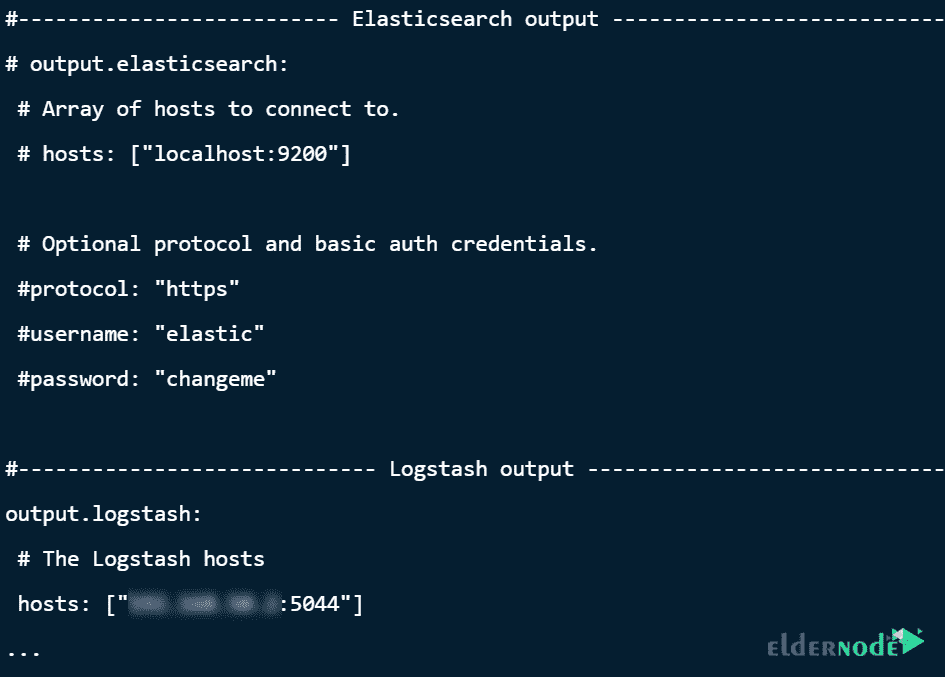 #-------------------------- Elasticsearch output ---------------------------
# output.elasticsearch:
 # Array of hosts to connect to.
 # hosts: ["localhost:9200"]
 # Optional protocol and basic auth credentials.
 #protocol: "https"
 #username: "elastic"
 #password: "changeme"
#----------------------------- Logstash output -----------------------------
output.logstash:
 # The Logstash hosts
 hosts: [":5044"]
...
elderNode